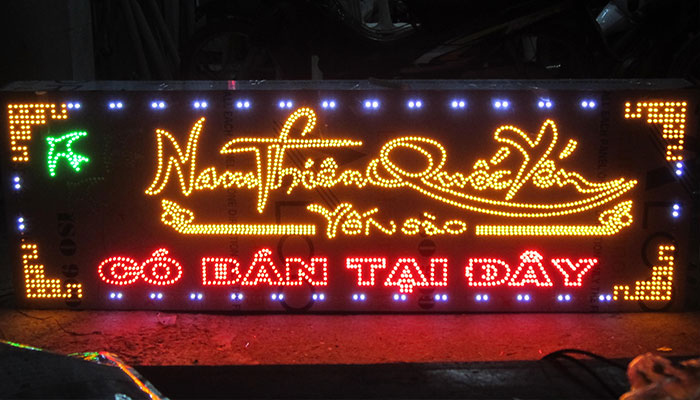 Nam Thiên Quốc Yến
Yến sào
CÓ BÁN TẠI ĐÂY